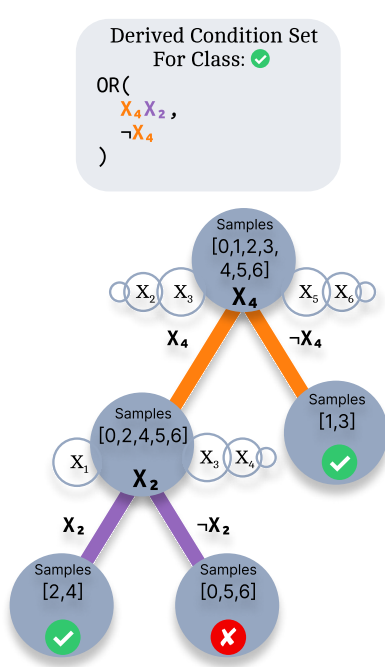 Derived Condition Set
For Class:
OR(
X₄X₂,
¬X₄
)
Samples
[0,1,2,3,
4,5,6]
X₂ X₃ X₄ X₅ X₆
X₄ ¬X₄
Samples
[1,3]
Samples
[0,2,4,5,6]
X₁ X₂ X₃ X₄
X₂ ¬X₂
Samples
[2,4]
Samples
[0,5,6]